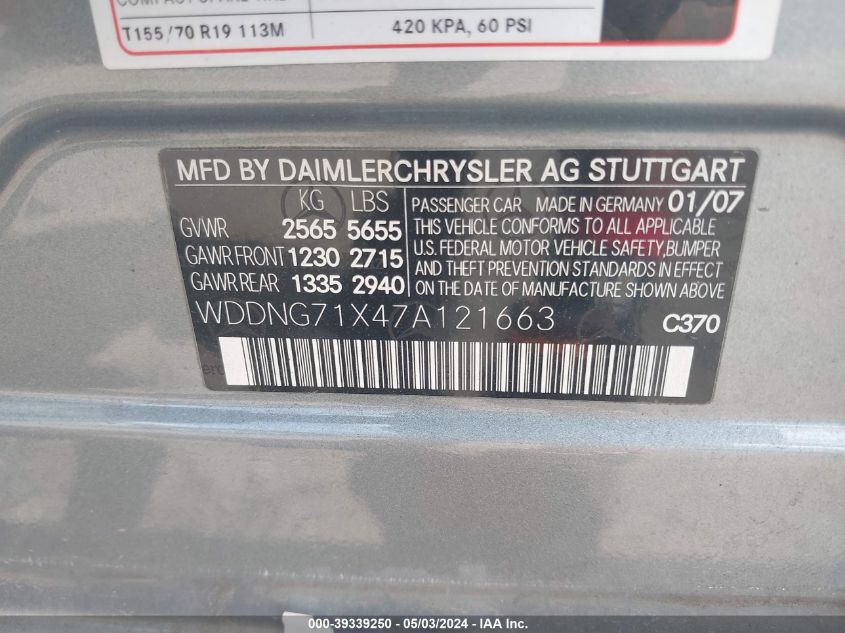 T155/70 R19 113M 420 KPA, 60 PSI
MFD BY DAIMLERCHRYSLER AG STUTTGART
KG LBS
GVWR 2565 5655
GAWR FRONT 1230 2715
GAWR REAR 1335 2940
PASSENGER CAR MADE IN GERMANY 01/07
THIS VEHICLE CONFORMS TO ALL APPLICABLE
U.S. FEDERAL MOTOR VEHICLE SAFETY,BUMPER
AND THEFT PREVENTION STANDARDS IN EFFECT
ON THE DATE OF MANUFACTURE SHOWN ABOVE
WDDNG71X47A121663 C370
000-39339250 - 05/03/2024 - IAA Inc.